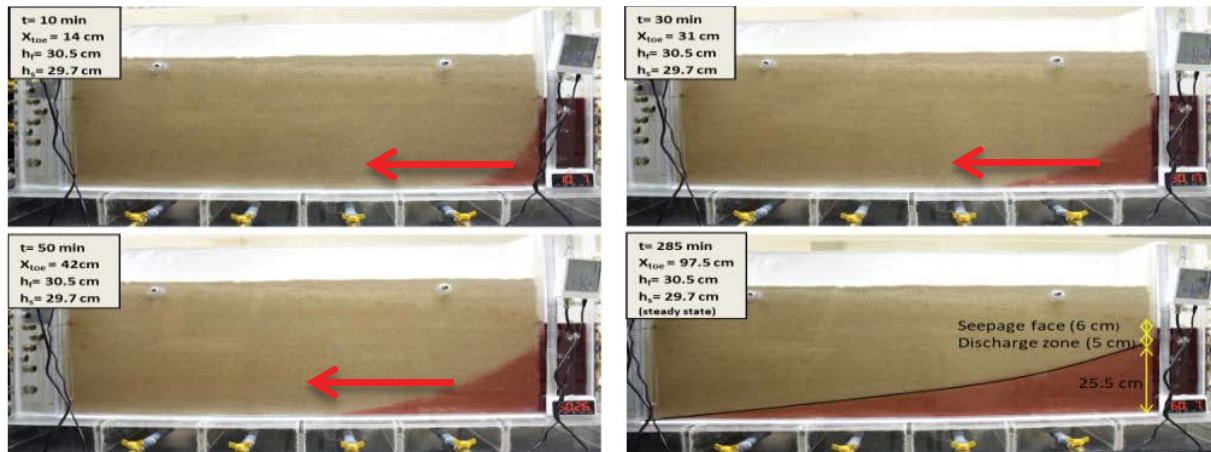 t= 10 min
Xtoe = 14 cm
hf= 30.5 cm
hs= 29.7 cm
t= 30 min
Xtoe = 31 cm
hf= 30.5 cm
hs= 29.7 cm
t= 50 min
Xtoe = 42cm
hf= 30.5 cm
hs= 29.7 cm
t= 285 min
Xtoe = 97.5 cm
hf= 30.5 cm
hs= 29.7 cm
(steady state)
Seepage face (6 cm)
Discharge zone (5 cm)
25.5 cm